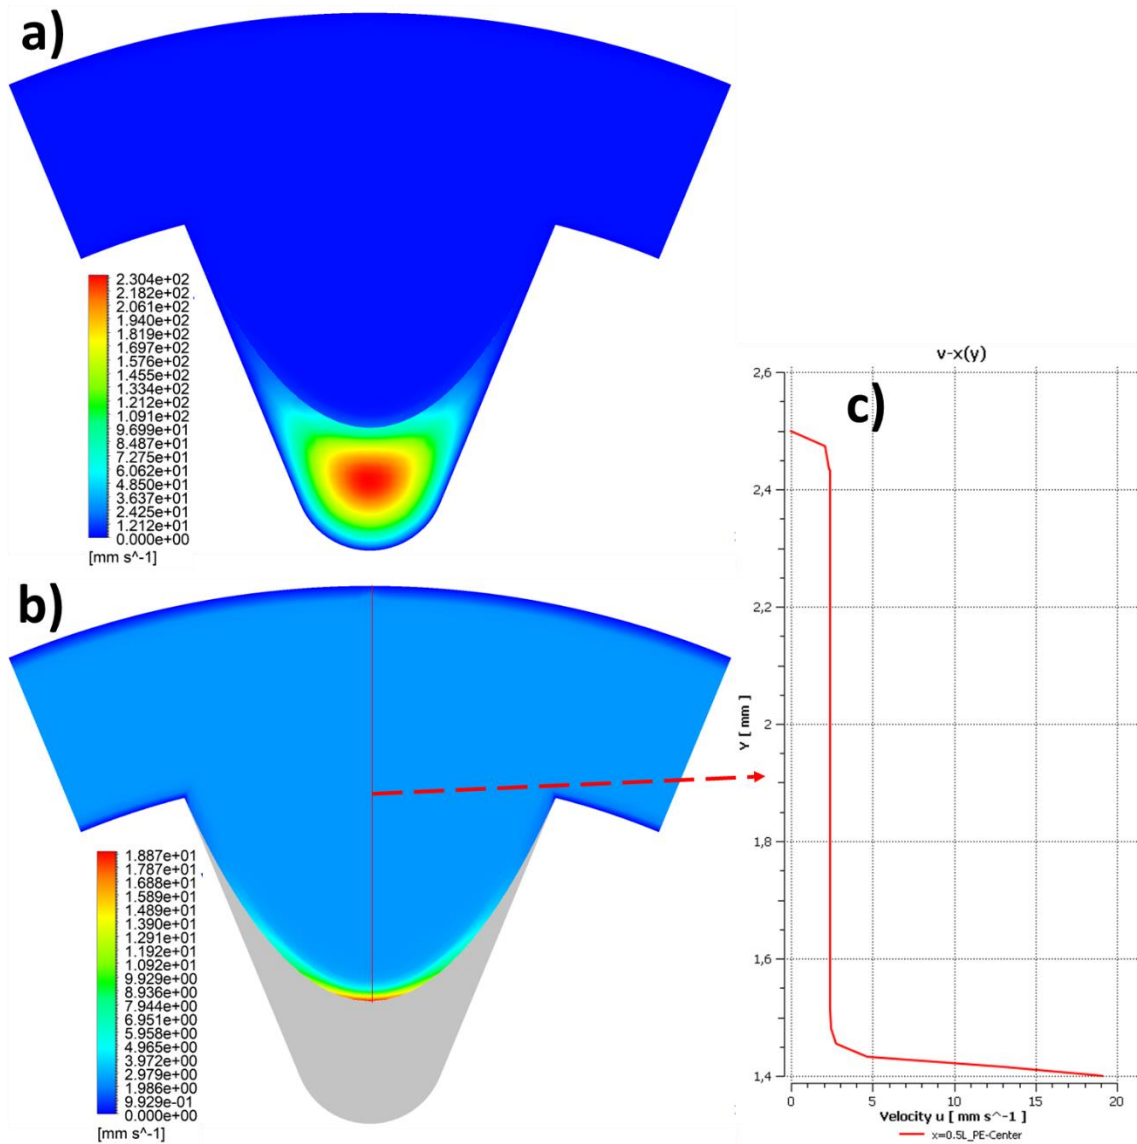 a)
2.304e+02
2.182e+02
2.061e+02
1.940e+02
1.819e+02
1.697e+02
1.576e+02
1.455e+02
1.334e+02
1.212e+02
1.091e+02
9.699e+01
8.487e+01
7.275e+01
6.062e+01
4.850e+01
3.637e+01
2.425e+01
1.212e+01
0.000e+00
[mm s^-1]
b)
1.887e+01
1.787e+01
1.688e+01
1.589e+01
1.489e+01
1.390e+01
1.291e+01
1.192e+01
1.092e+01
9.929e+00
8.936e+00
7.944e+00
6.951e+00
5.958e+00
4.965e+00
3.972e+00
2.979e+00
1.986e+00
9.929e-01
0.000e+00
[mm s^-1]
v-x(y)
c)
2,6
2,4
2,2
2
1,8
1,6
1,4
Y [ mm ]
0 5 10 15 20
Velocity u [ mm s^-1 ]
x=0.5L_PE-Center